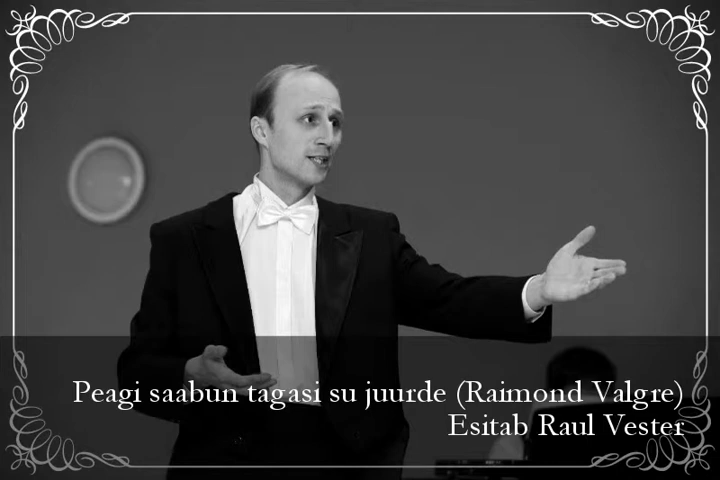 Peagi saabun tagasi su juurde (Raimond Valgre)
Esitab Raul Vester